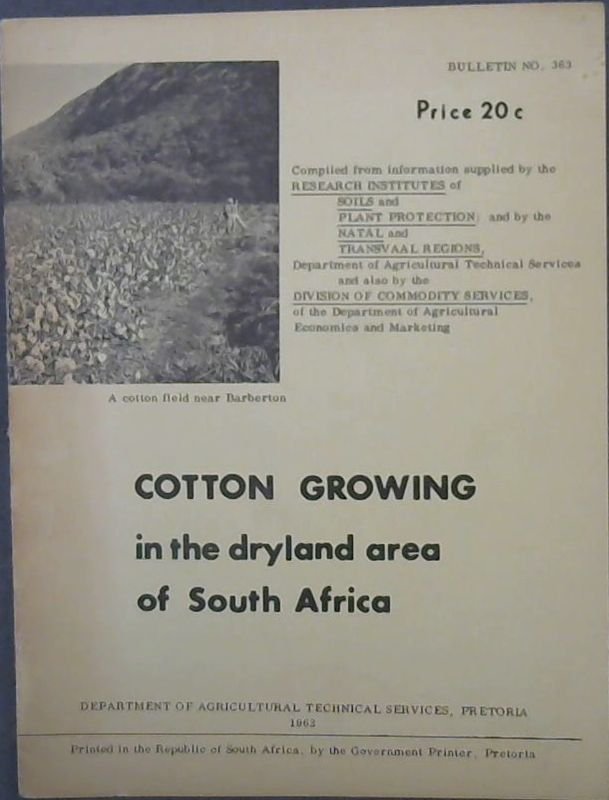 BULLETIN NO. 363
Price 20c
Compiled from information supplied by the
RESEARCH INSTITUTES of
SOILS and
PLANT PROTECTION; and by the
NATAL and
TRANSVAAL REGIONS,
Department of Agricultural Technical Services
and also by the
DIVISION OF COMMODITY SERVICES,
of the Department of Agricultural
Economics and Marketing
A cotton field near Barberton
COTTON GROWING
in the dryland area
of South Africa
DEPARTMENT OF AGRICULTURAL TECHNICAL SERVICES, PRETORIA
1963
Printed in the Republic of South Africa, by the Government Printer, Pretoria